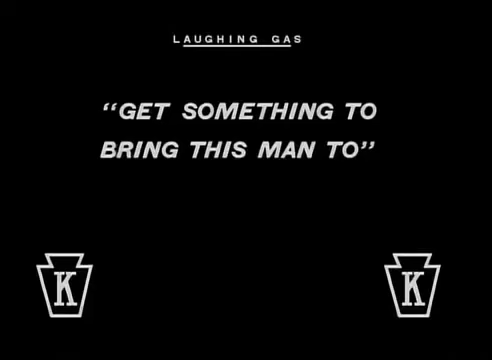 LAUGHING GAS
"GET SOMETHING TO
BRING THIS MAN TO"
K K